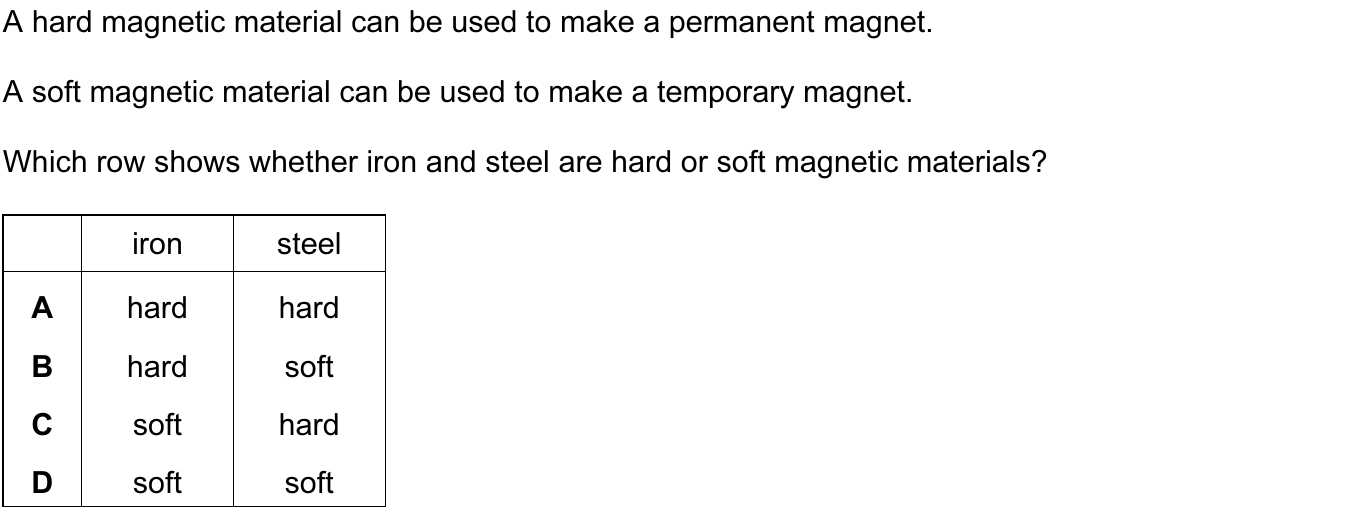 A hard magnetic material can be used to make a permanent magnet.
A soft magnetic material can be used to make a temporary magnet.
Which row shows whether iron and steel are hard or soft magnetic materials?
iron steel
A hard hard
B hard soft
C soft hard
D soft soft